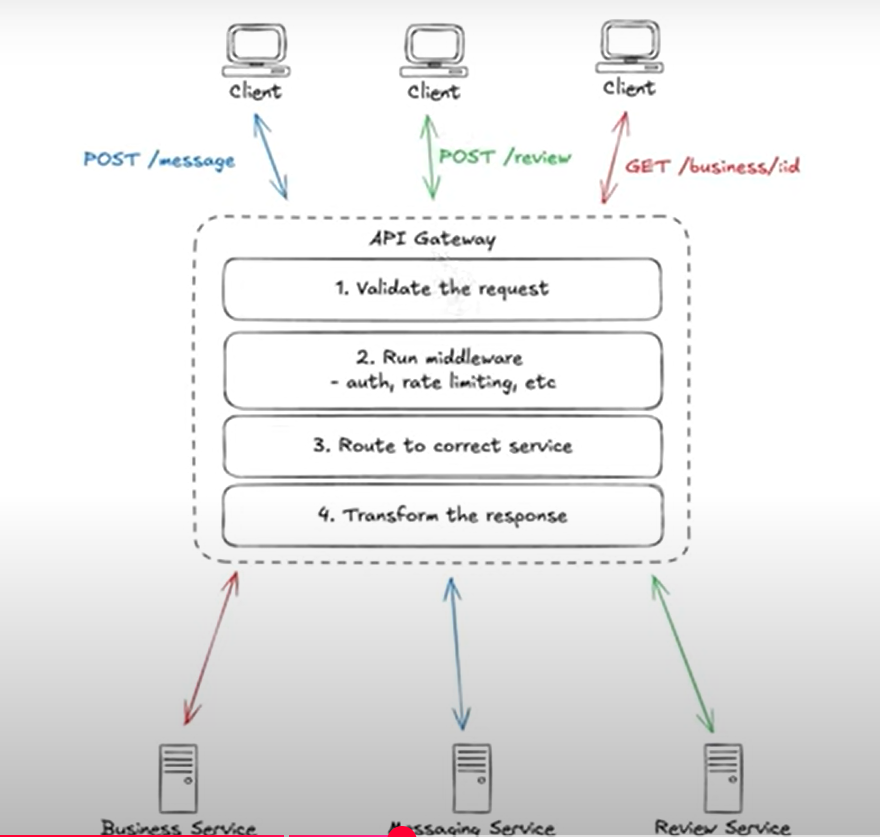 Client
Client
Client
POST /message
POST /review
GET /business/:id
API Gateway
1. Validate the request
2. Run middleware
- auth, rate limiting, etc
3. Route to correct service
4. Transform the response
Business Service
Messaging Service
Review Service